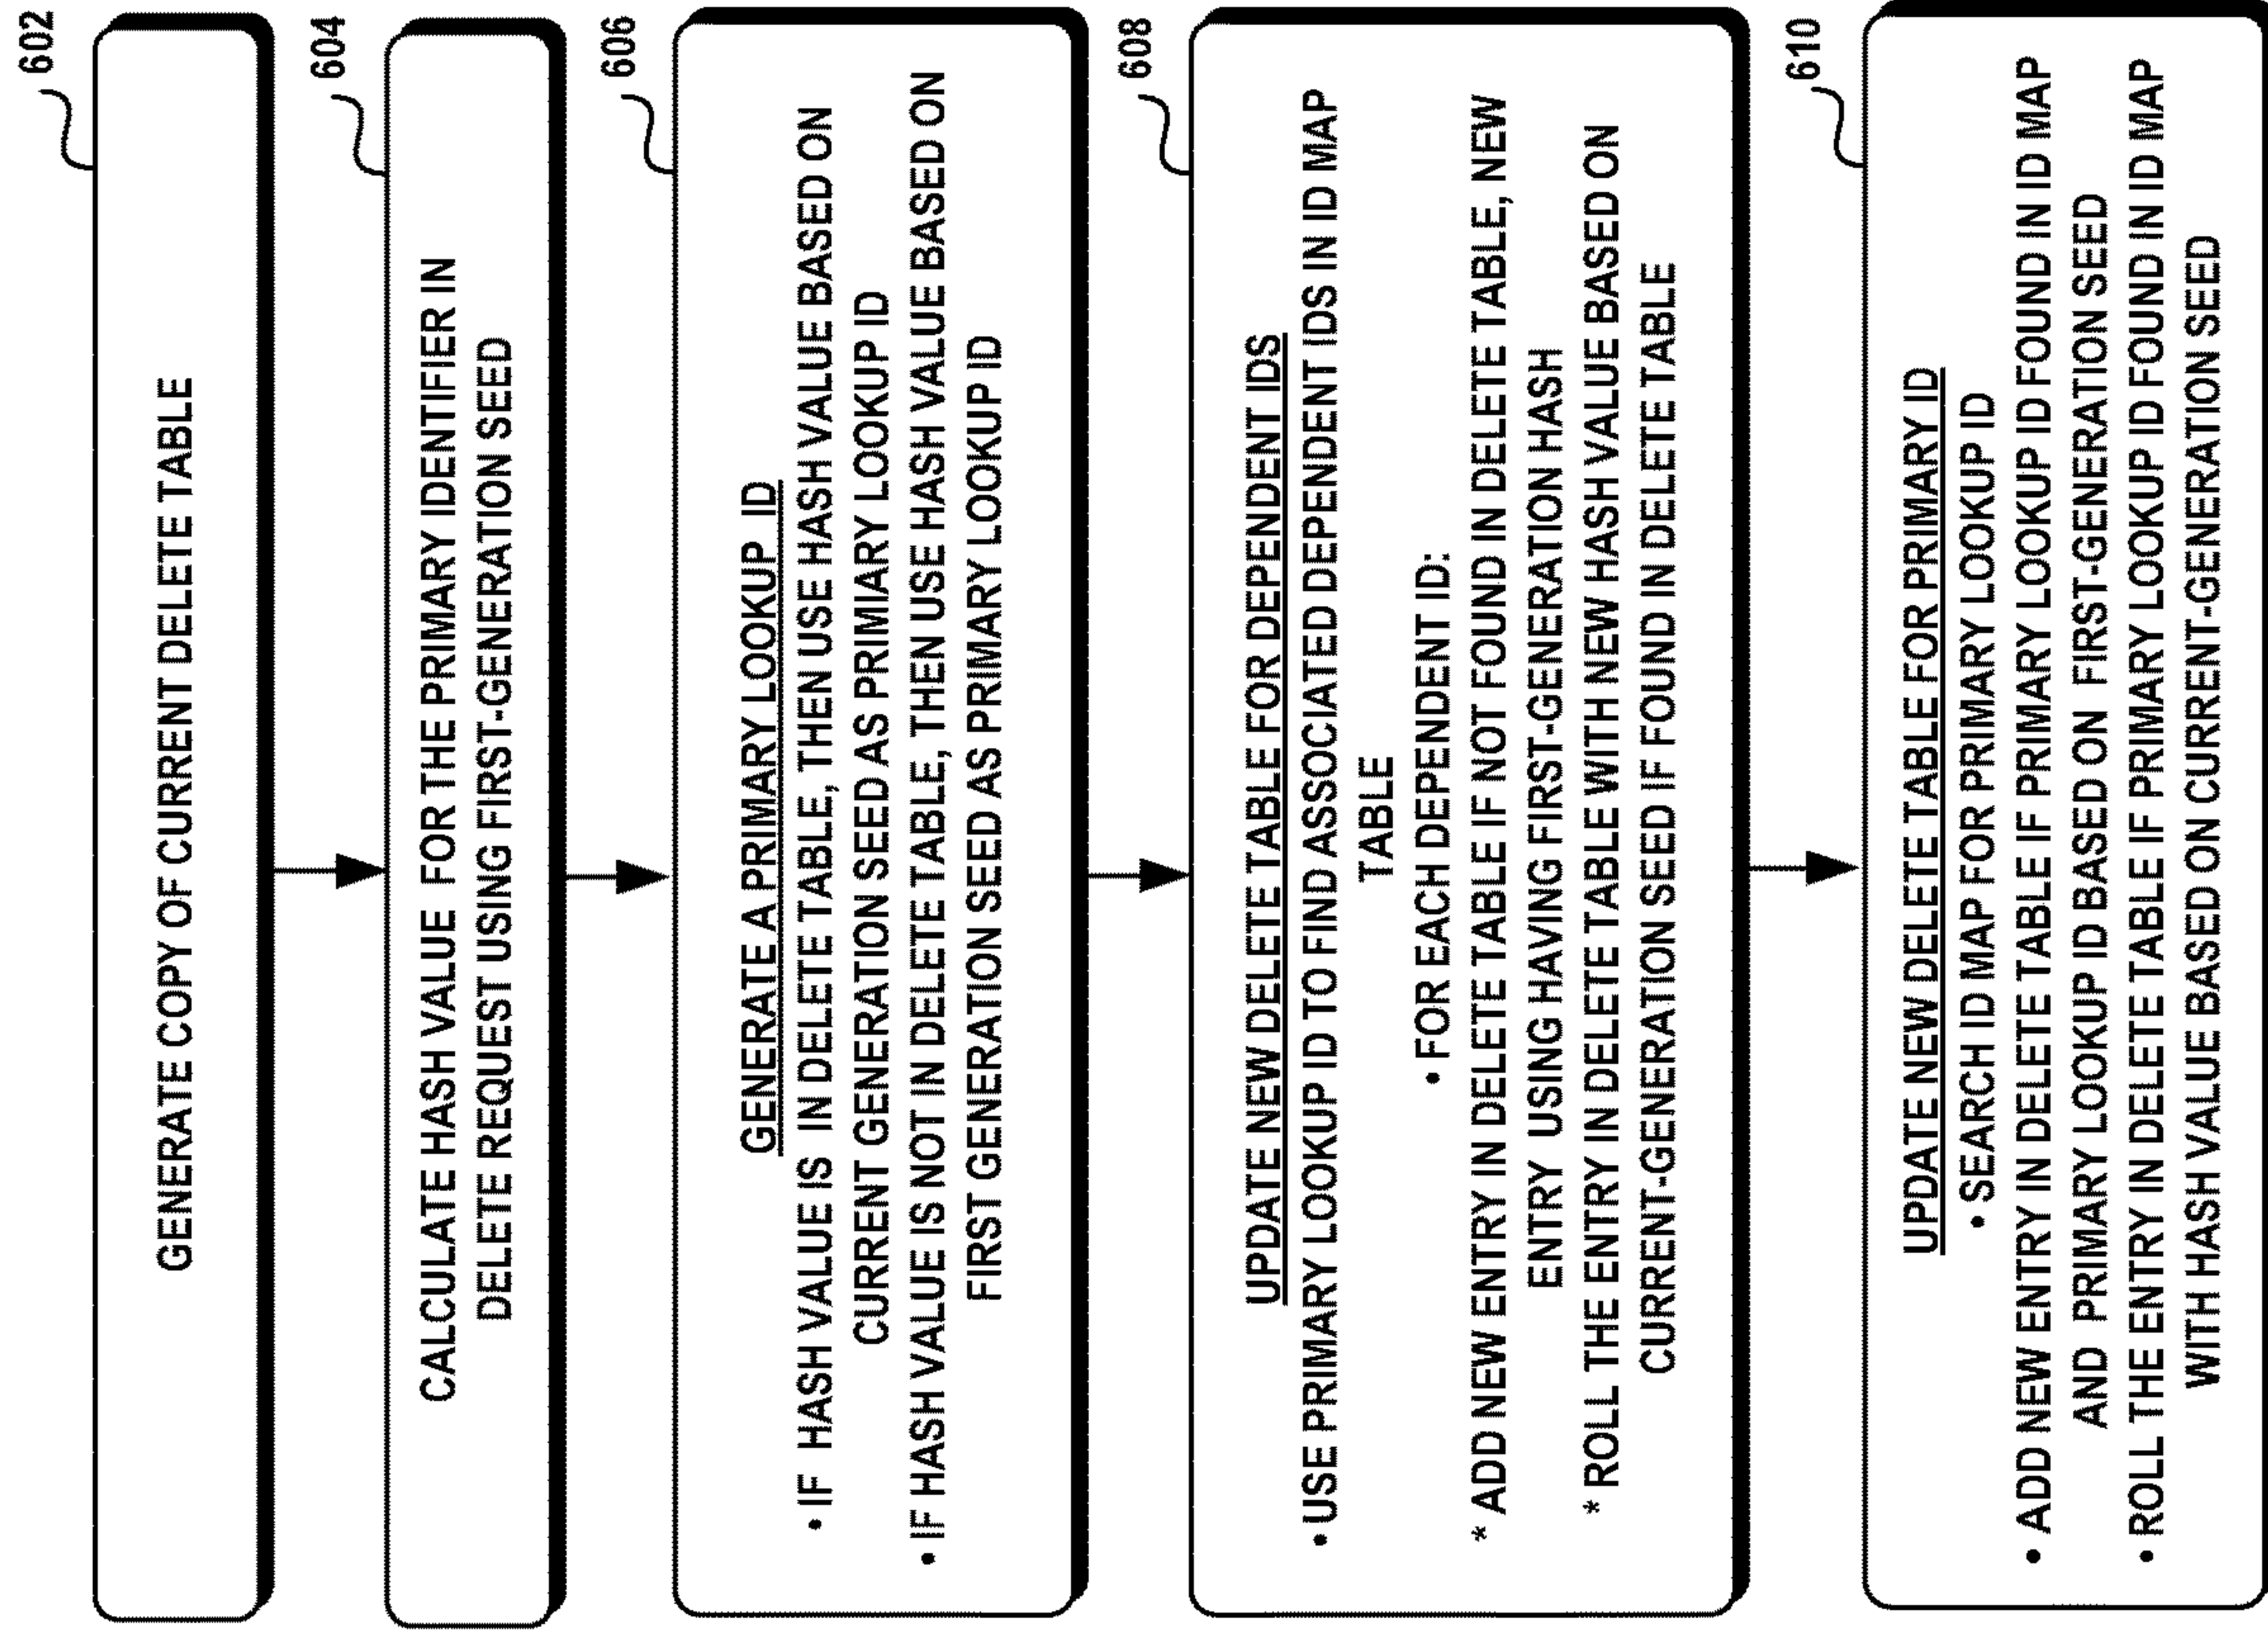 602
GENERATE COPY OF CURRENT DELETE TABLE
604
CALCULATE HASH VALUE FOR THE PRIMARY IDENTIFIER IN
DELETE REQUEST USING FIRST-GENERATION SEED
606
GENERATE A PRIMARY LOOKUP ID
• IF HASH VALUE IS IN DELETE TABLE, THEN USE HASH VALUE BASED ON
CURRENT GENERATION SEED AS PRIMIARY LOOKUP ID
• IF HASH VALUE IS NOT IN DELETE TABLE, THEN USE HASH VALUE BASED ON
FIRST GENERATION SEED AS PRIMARY LOOKUP ID
608
UPDATE NEW DELETE TABLE FOR DEPENDENT IDS
• USE PRIMARY LOOKUP ID TO FIND ASSOCIATED DEPENDENT IDS IN ID MAP
TABLE
• FOR EACH DEPENDENT ID:
* ADD NEW ENTRY IN DELETE TABLE IF NOT FOUND IN DELETE TABLE, NEW
ENTRY USING HAVING FIRST-GENERATION HASH
* ROLL THE ENTRY IN DELETE TABLE WITH NEW HASH VALUE BASED ON
CURRENT-GENERATION SEED IF FOUND IN DELETE TABLE
610
UPDATE NEW DELETE TABLE FOR PRIMARY ID
• SEARCH ID MAP FOR PRIMARY LOOKUP ID
• ADD NEW ENTRY IN DELETE TABLE IF PRIMARY LOOKUP ID FOUND IN ID MAP
AND PRIMARY LOOKUP ID BASED ON FIRST-GENERATION SEED
• ROLL THE ENTRY IN DELETE TABLE IF PRIMARY LOOKUP ID FOUND IN ID MAP
WITH HASH VALUE BASED ON CURRENT-GENERATION SEED